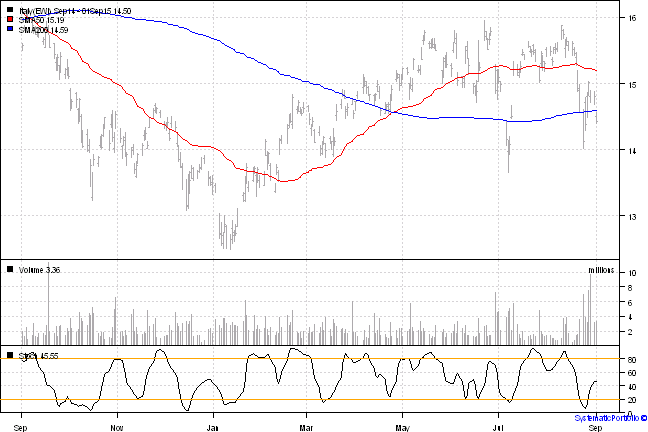 Italy(EWI) Sep14 - 01Sep15 14.50
SMA50 15.19
SMA200 14.59
16
15
14
13
Volume 3.36
millions
10
8
6
4
2
Stoch 45.55
80
60
40
20
Sep
Nov
Jan
Mar
May
Jul
Sep
SystematicPortfolio ©